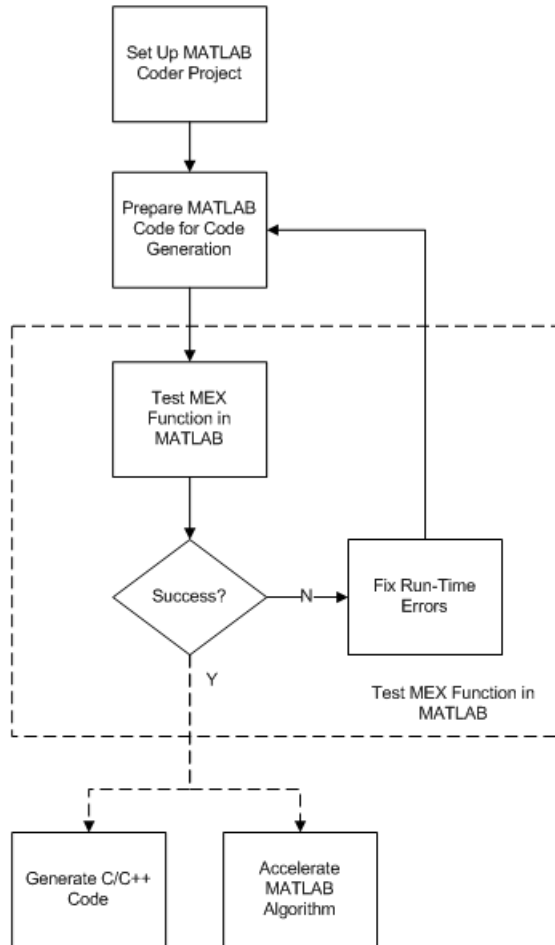 Set Up MATLAB
Coder Project
Prepare MATLAB
Code for Code
Generation
Test MEX
Function in
MATLAB
Success?
N
Fix Run-Time
Errors
Y
Test MEX Function in
MATLAB
Generate C/C++
Code
Accelerate
MATLAB
Algorithm